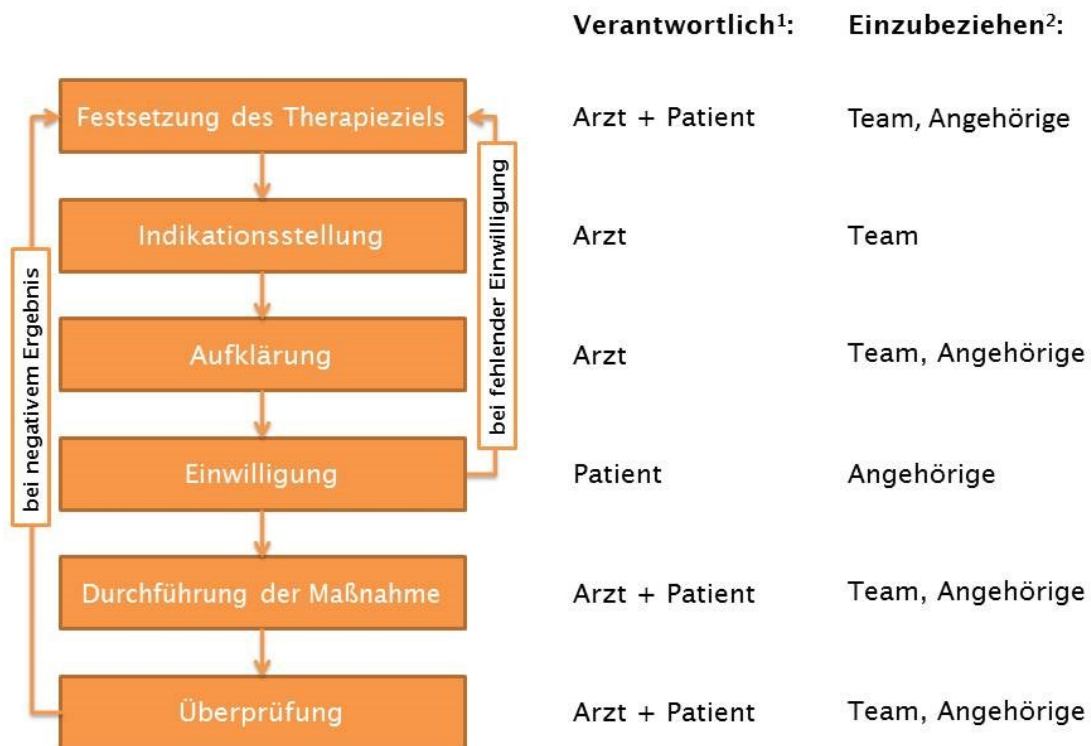 Verantwortlich¹: Einzubeziehen²:
Festsetzung des Therapieziels Arzt + Patient Team, Angehörige
Indikationsstellung Arzt Team
Aufklärung Arzt Team, Angehörige
Einwilligung Patient Angehörige
Durchführung der Maßnahme Arzt + Patient Team, Angehörige
Überprüfung Arzt + Patient Team, Angehörige
bei negativem Ergebnis
bei fehlender Einwilligung